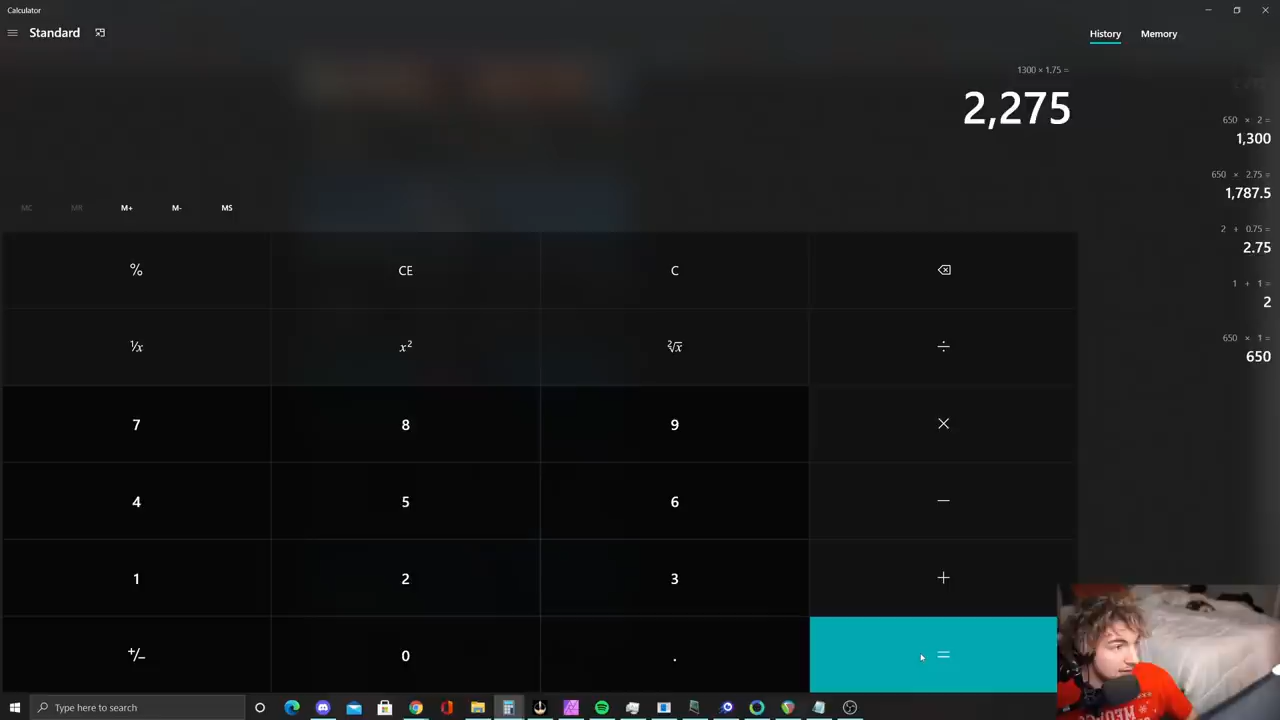 Calculator
Standard
History
Memory
1300 × 1.75 =
2,275
650 × 2 =
1,300
650 × 2.75 =
1,787.5
2 + 0.75 =
2.75
1 + 1 =
2
650 × 1 =
650
MC MR M+ M- MS
% CE C
⅟x x² ²√x ÷
7 8 9 ×
4 5 6 −
1 2 3 +
+/− 0 . =
Type here to search